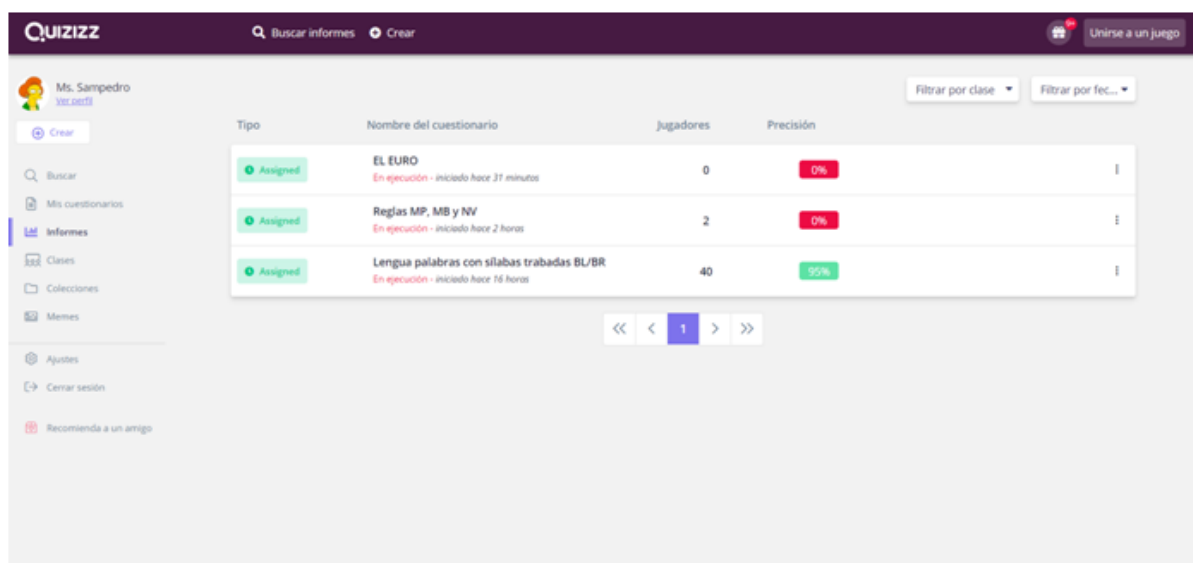 QUIZIZZ
Buscar informes
Crear
9+
Unirse a un juego
Ms. Sampedro
Ver perfil
Crear
Buscar
Mis cuestionarios
Informes
Clases
Colecciones
Memes
Ajustes
Cerrar sesión
Recomienda a un amigo
Filtrar por clase
Filtrar por fec...
Tipo Nombre del cuestionario Jugadores Precisión
Assigned EL EURO 0 0%
En ejecución - iniciado hace 31 minutos
Assigned Reglas MP, MB y NV 2 0%
En ejecución - iniciado hace 2 horas
Assigned Lengua palabras con sílabas trabadas BL/BR 40 95%
En ejecución - iniciado hace 16 horas
1